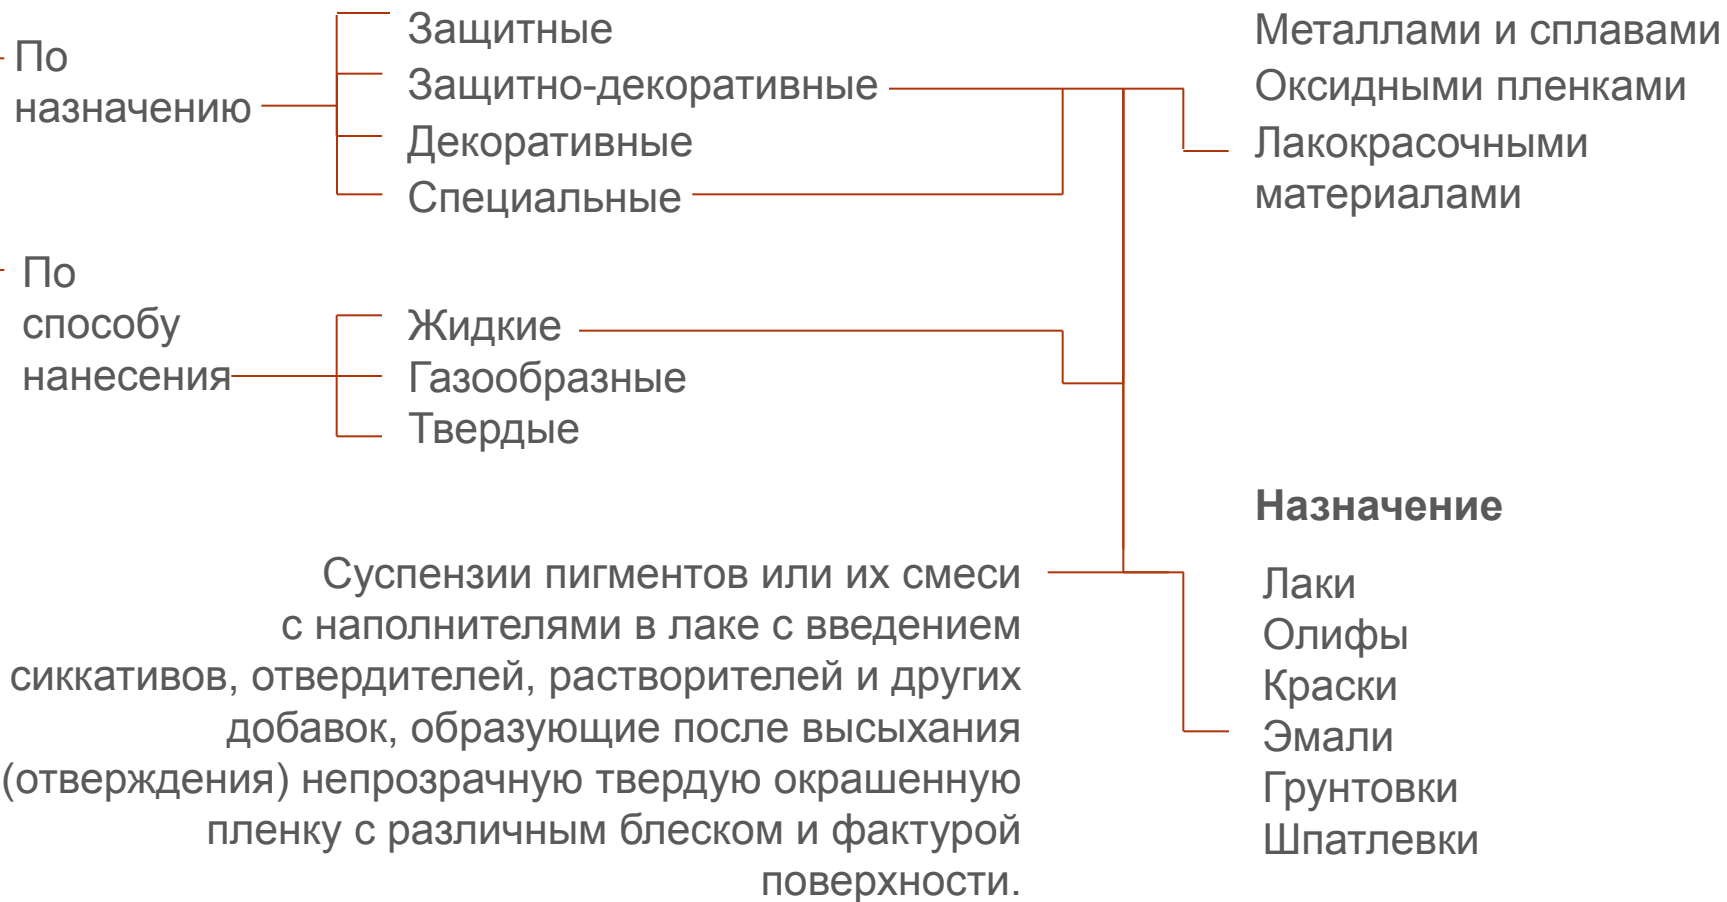 По
назначению
Защитные
Защитно-декоративные
Декоративные
Специальные
Металлами и сплавами
Оксидными пленками
Лакокрасочными
материалами
По
способу
нанесения
Жидкие
Газообразные
Твердые
Суспензии пигментов или их смеси
с наполнителями в лаке с введением
сиккативов, отвердителей, растворителей и других
добавок, образующие после высыхания
(отверждения) непрозрачную твердую окрашенную
пленку с различным блеском и фактурой
поверхности.
Назначение
Лаки
Олифы
Краски
Эмали
Грунтовки
Шпатлевки